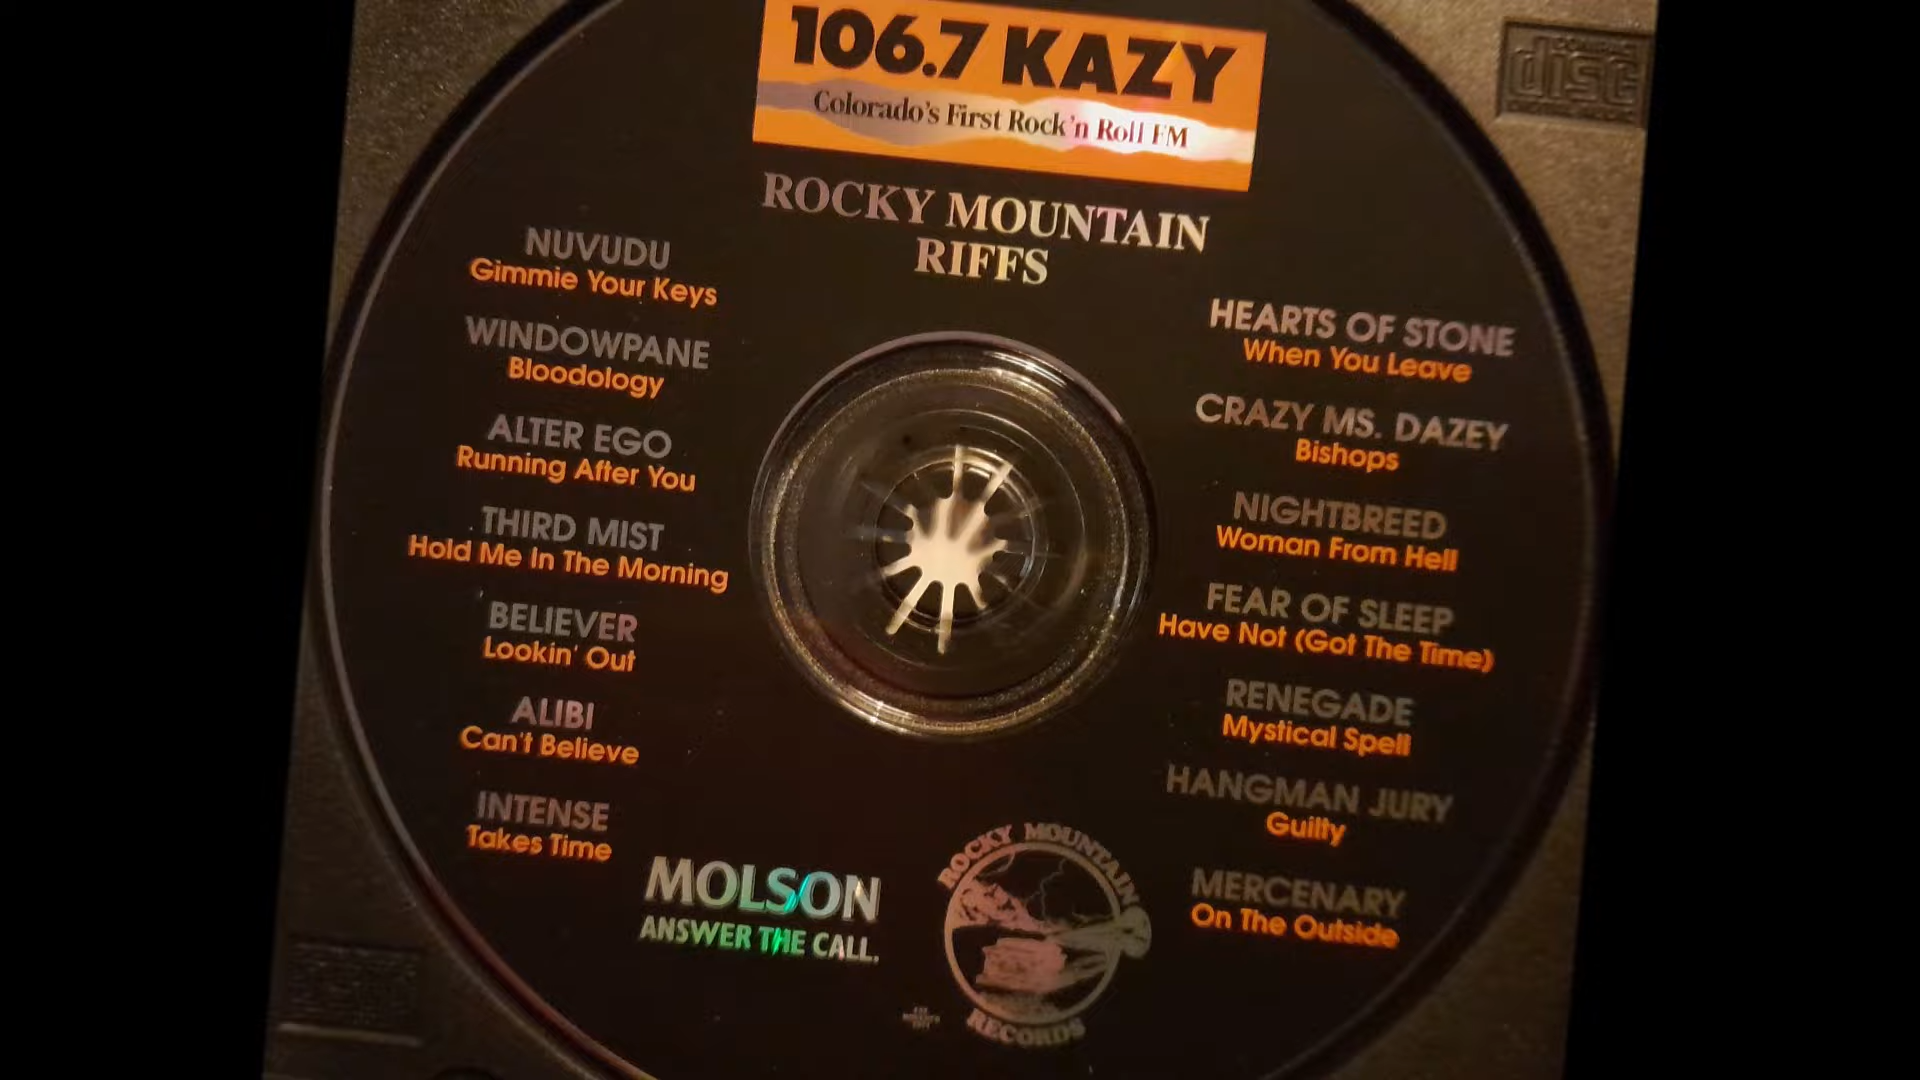 106.7 KAZY
Colorado's First Rock'n Roll FM
ROCKY MOUNTAIN
RIFFS
NUVUDU
Gimmie Your Keys
WINDOWPANE
Bloodology
ALTER EGO
Running After You
THIRD MIST
Hold Me In The Morning
BELIEVER
Lookin' Out
ALIBI
Can't Believe
INTENSE
Takes Time
HEARTS OF STONE
When You Leave
CRAZY MS. DAZEY
Bishops
NIGHTBREED
Woman From Hell
FEAR OF SLEEP
Have Not (Got The Time)
RENEGADE
Mystical Spell
HANGMAN JURY
Guilty
MERCENARY
On The Outside
MOLSON
ANSWER THE CALL.
ROCKY MOUNTAIN
RECORDS
COMPACT
disc